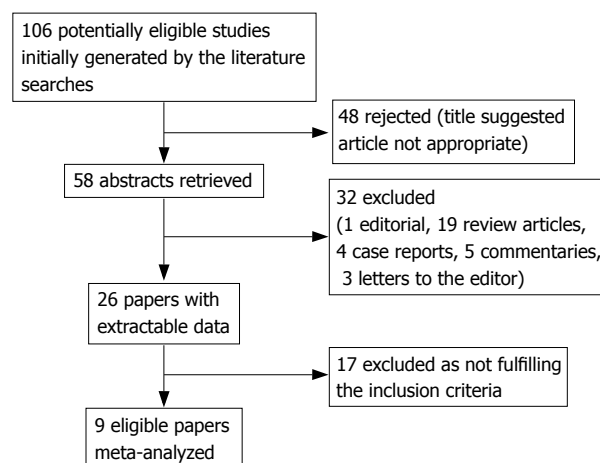 106 potentially eligible studies
initially generated by the literature
searches
48 rejected (title suggested
article not appropriate)
58 abstracts retrieved
32 excluded
(1 editorial, 19 review articles,
4 case reports, 5 commentaries,
3 letters to the editor)
26 papers with
extractable data
17 excluded as not fulfilling
the inclusion criteria
9 eligible papers
meta-analyzed